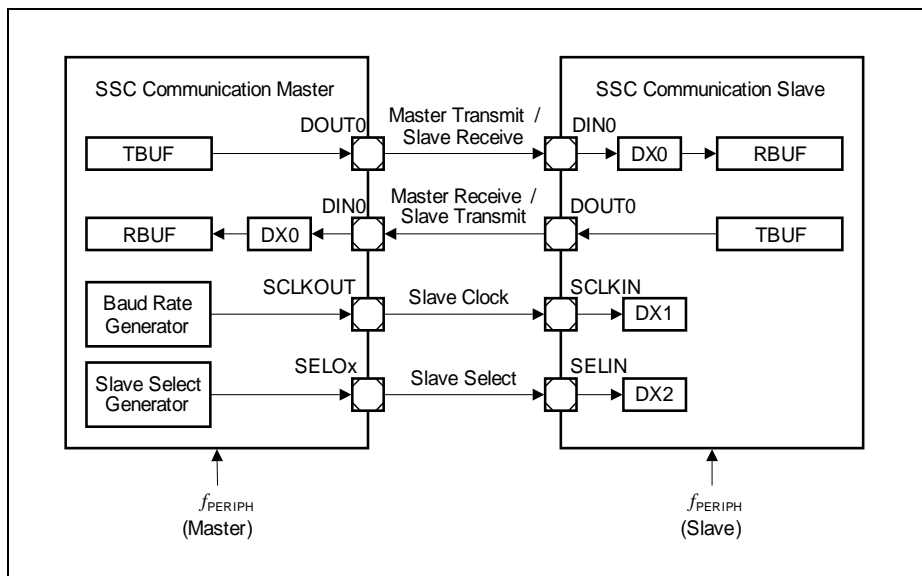 SSC Communication Master
SSC Communication Slave
DOUT0
Master Transmit /
Slave Receive
DIN0
TBUF
DX0
RBUF
DIN0
Master Receive /
Slave Transmit
DOUT0
RBUF
DX0
TBUF
SCLKOUT
Slave Clock
SCLKIN
Baud Rate
Generator
DX1
SELOx
Slave Select
SELIN
Slave Select
Generator
DX2
fPERIPH
(Master)
fPERIPH
(Slave)